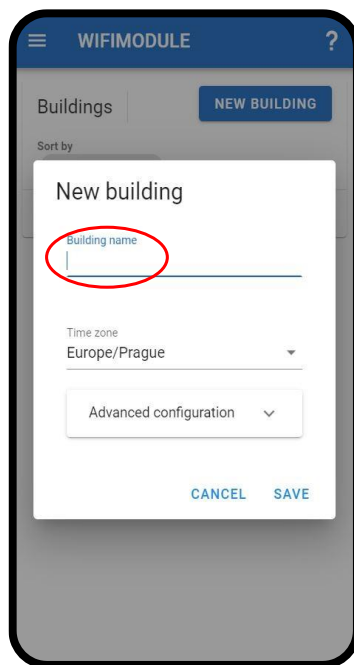 WIFIMODULE ?
Buildings NEW BUILDING
Sort by
New building
Building name
Time zone
Europe/Prague
Advanced configuration
CANCEL SAVE